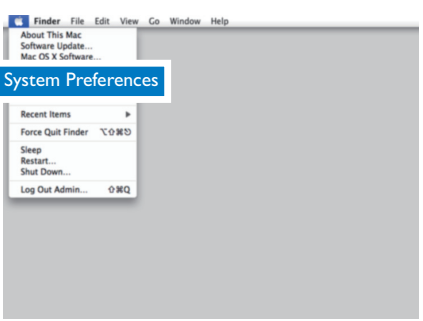 Finder File Edit View Go Window Help
About This Mac
Software Update...
Mac OS X Software...
System Preferences
Recent Items
Force Quit Finder ⌥⇧⌘⎋
Sleep
Restart...
Shut Down...
Log Out Admin... ⇧⌘Q